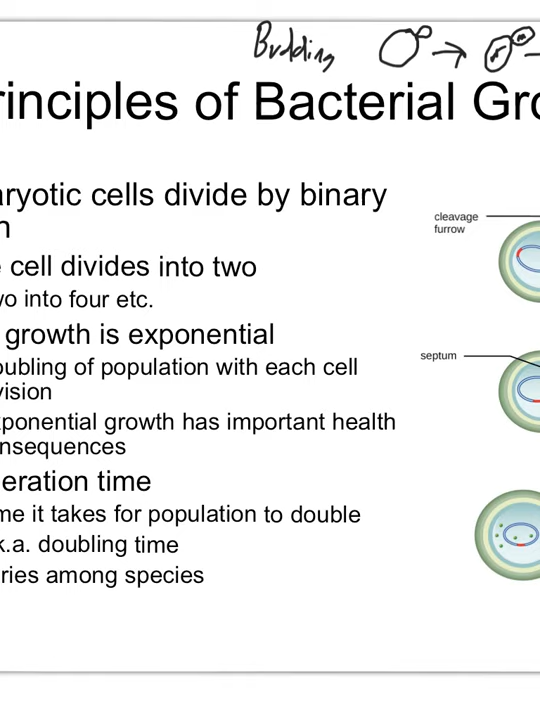 Budding
rinciples of Bacterial Gro
aryotic cells divide by binary
n
e cell divides into two
wo into four etc.
growth is exponential
oubling of population with each cell
vision
xponential growth has important health
nsequences
eration time
me it takes for population to double
k.a. doubling time
ries among species
cleavage
furrow
septum